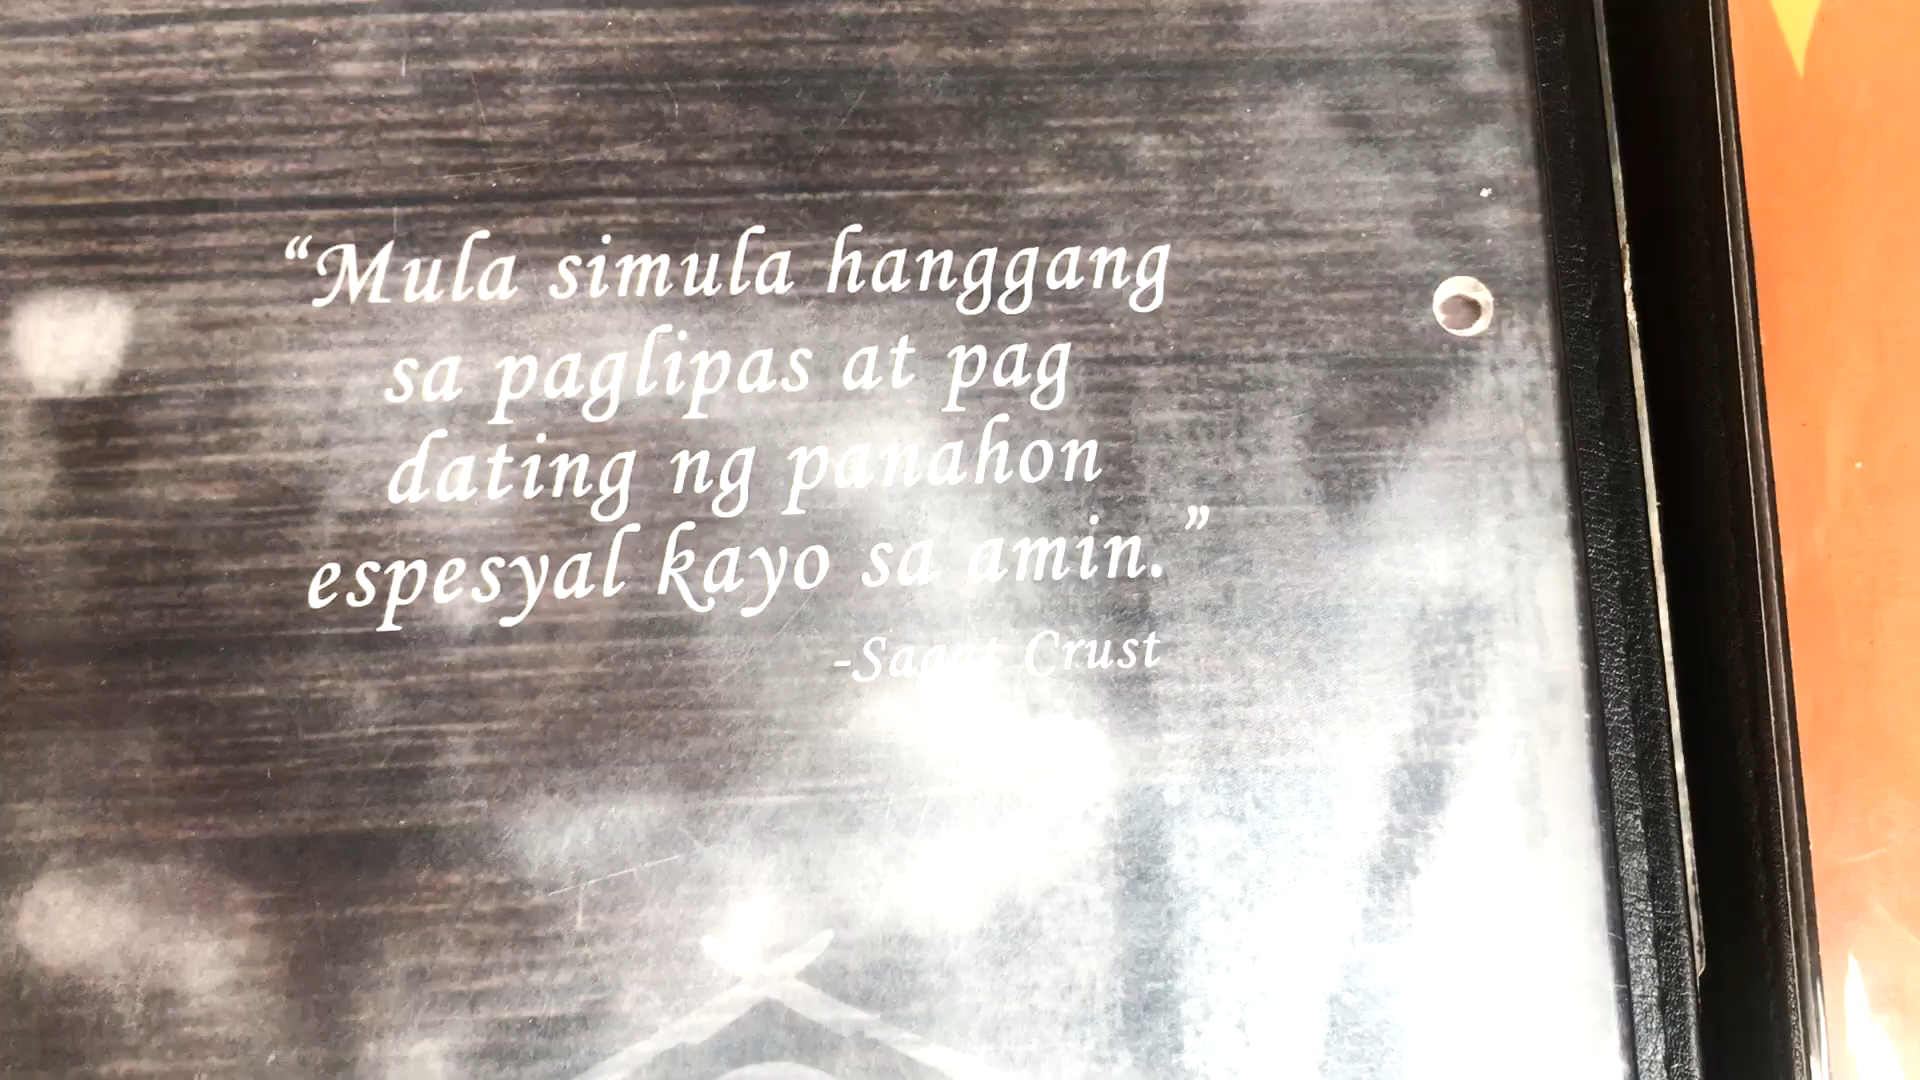 “Mula simula hanggang
sa paglipas at pag
dating ng panahon
espesyal kayo sa amin.”
Crust